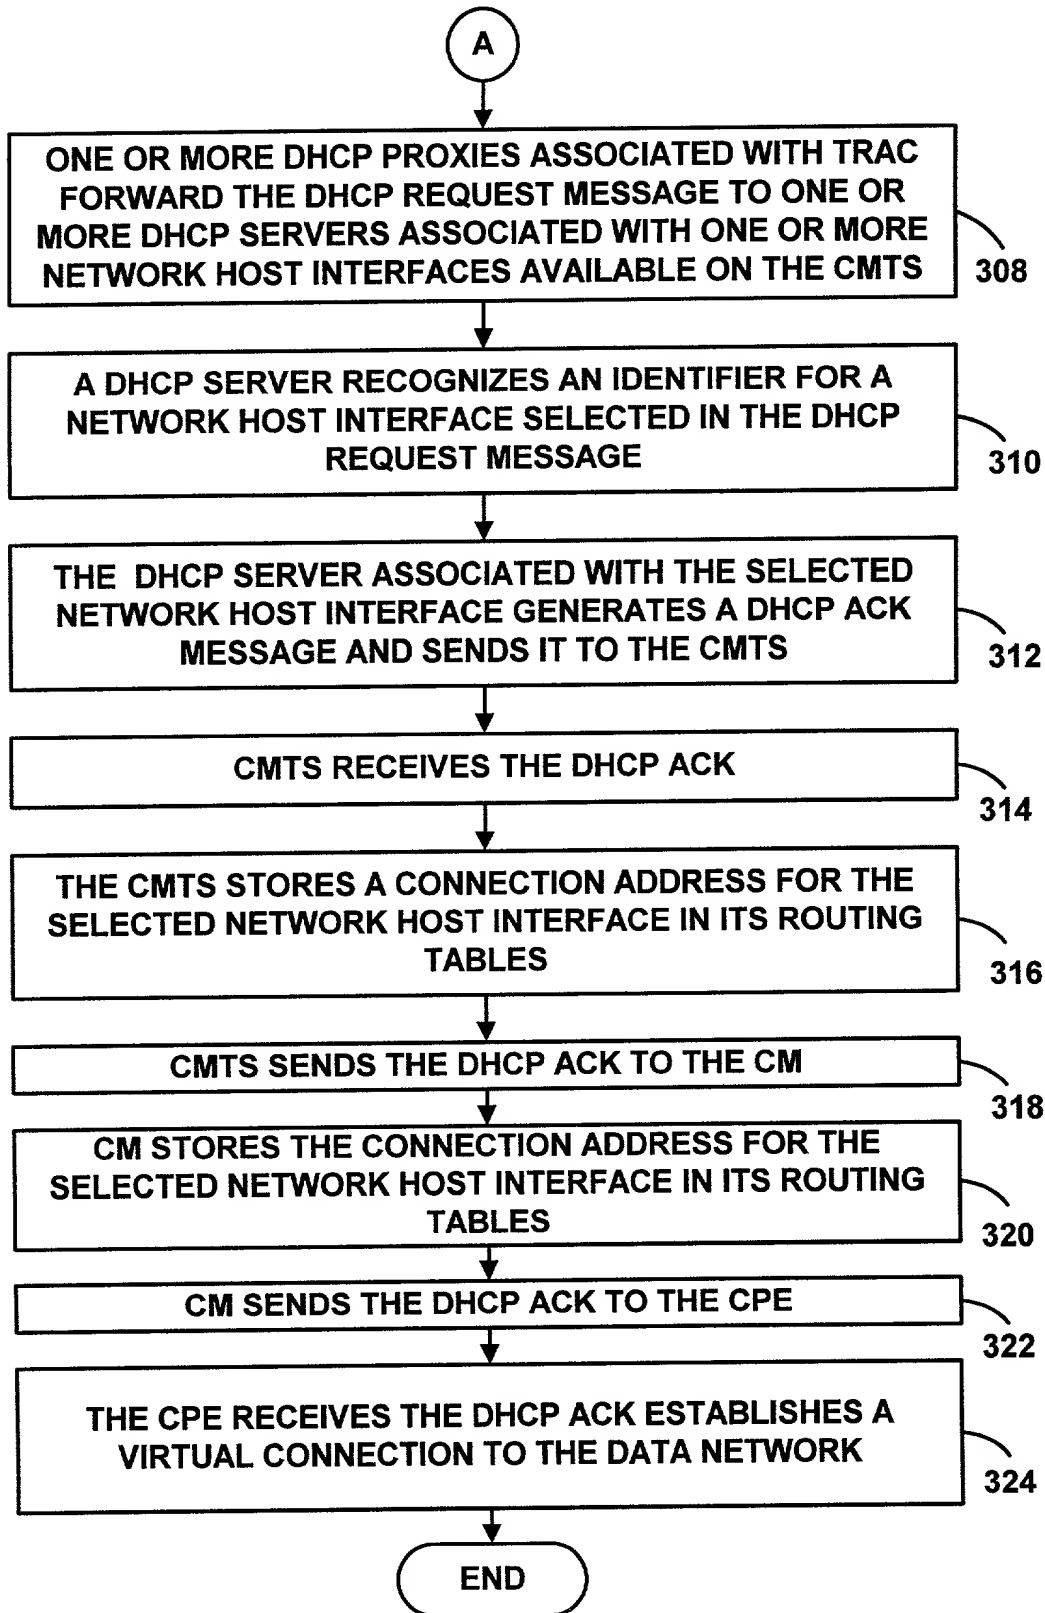 A
ONE OR MORE DHCP PROXIES ASSOCIATED WITH TRAC
FORWARD THE DHCP REQUEST MESSAGE TO ONE OR
MORE DHCP SERVERS ASSOCIATED WITH ONE OR MORE
NETWORK HOST INTERFACES AVAILABLE ON THE CMTS
308
A DHCP SERVER RECOGNIZES AN IDENTIFIER FOR A
NETWORK HOST INTERFACE SELECTED IN THE DHCP
REQUEST MESSAGE
310
THE DHCP SERVER ASSOCIATED WITH THE SELECTED
NETWORK HOST INTERFACE GENERATES A DHCP ACK
MESSAGE AND SENDS IT TO THE CMTS
312
CMTS RECEIVES THE DHCP ACK
314
THE CMTS STORES A CONNECTION ADDRESS FOR THE
SELECTED NETWORK HOST INTERFACE IN ITS ROUTING
TABLES
316
CMTS SENDS THE DHCP ACK TO THE CM
318
CM STORES THE CONNECTION ADDRESS FOR THE
SELECTED NETWORK HOST INTERFACE IN ITS ROUTING
TABLES
320
CM SENDS THE DHCP ACK TO THE CPE
322
THE CPE RECEIVES THE DHCP ACK ESTABLISHES A
VIRTUAL CONNECTION TO THE DATA NETWORK
324
END